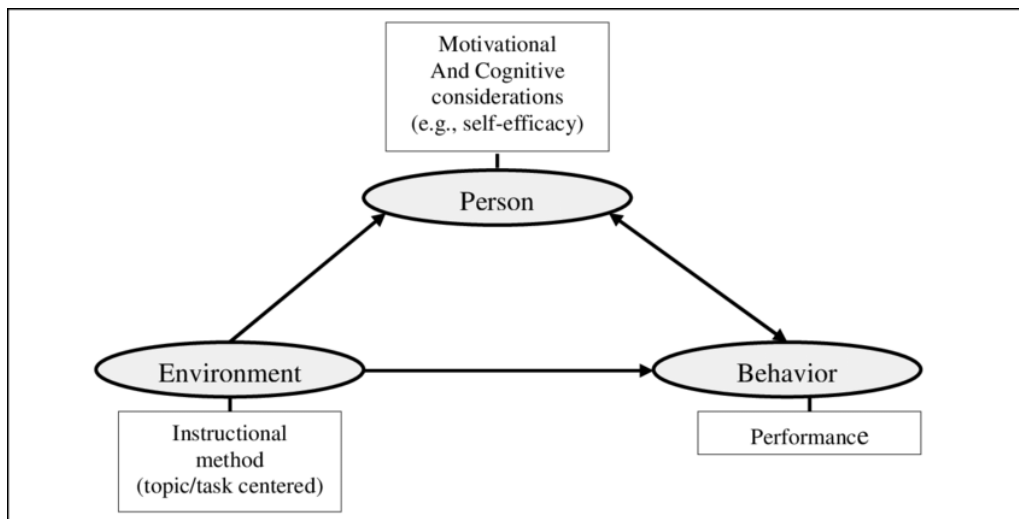 Motivational
And Cognitive
considerations
(e.g., self-efficacy)
Person
Environment
Behavior
Instructional
method
(topic/task centered)
Performance